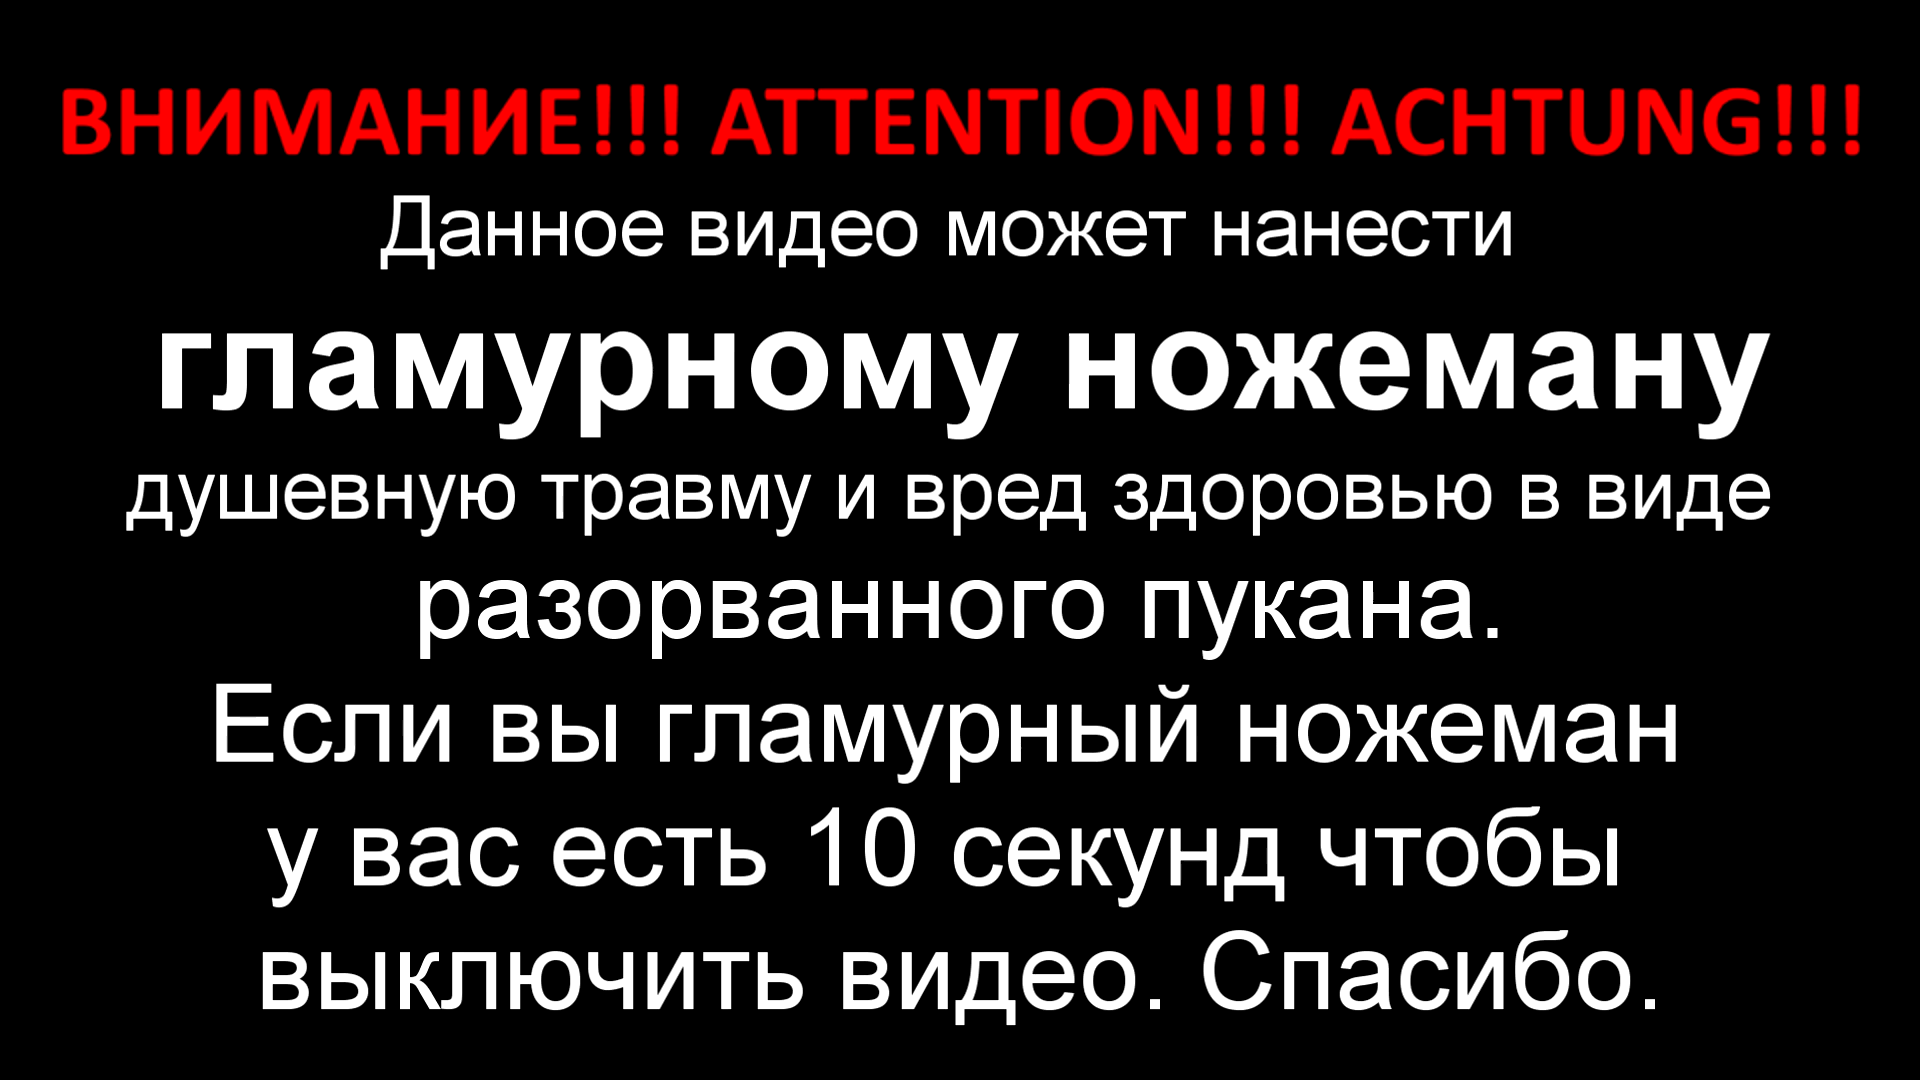 ВНИМАНИЕ!!! ATTENTION!!! ACHTUNG!!!
Данное видео может нанести
гламурному ножеману
душевную травму и вред здоровью в виде
разорванного пукана.
Если вы гламурный ножеман
у вас есть 10 секунд чтобы
выключить видео. Спасибо.